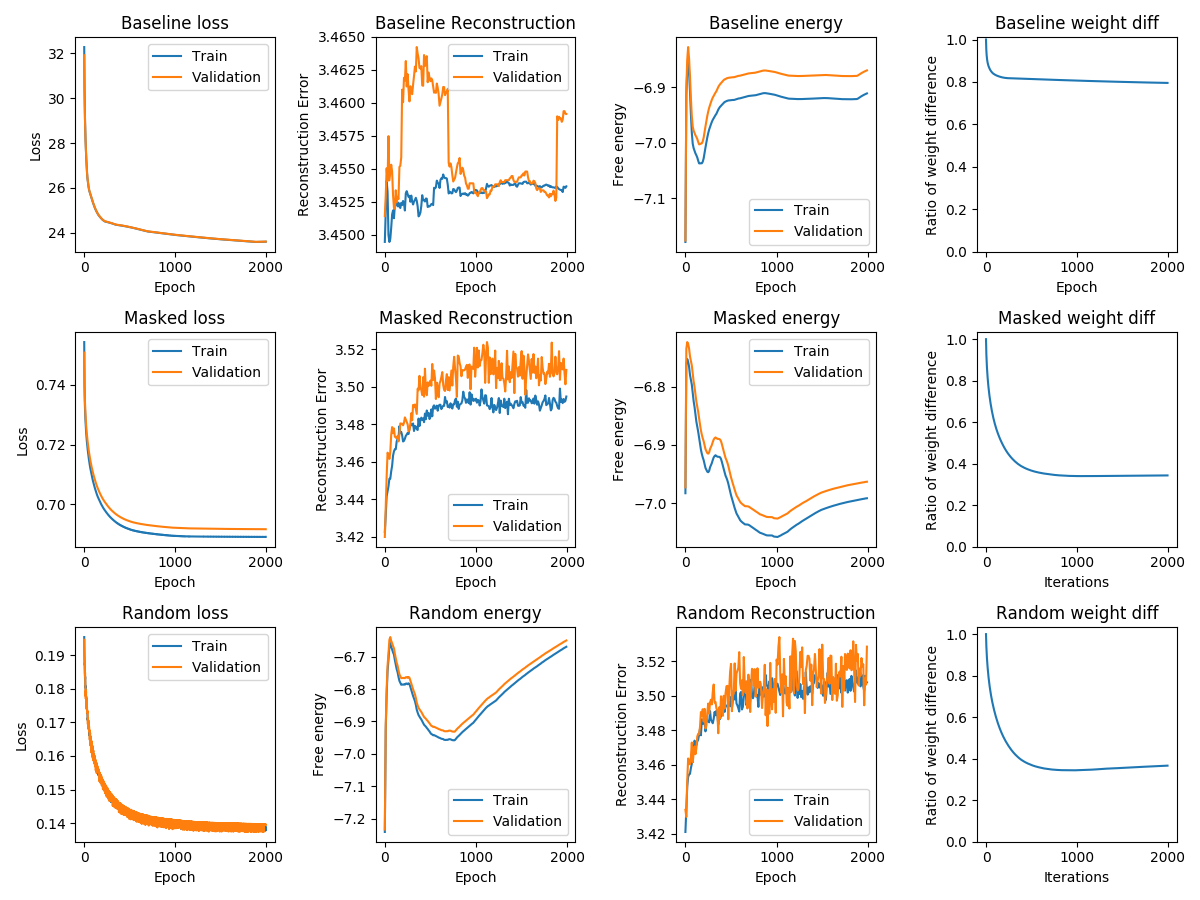 Baseline loss
Loss
32
30
28
26
24
0
1000
2000
Epoch
Train
Validation
Baseline Reconstruction
Reconstruction Error
3.4650
3.4625
3.4600
3.4575
3.4550
3.4525
3.4500
0
1000
2000
Epoch
Train
Validation
Baseline energy
Free energy
−6.9
−7.0
−7.1
0
1000
2000
Epoch
Train
Validation
Baseline weight diff
Ratio of weight difference
1.0
0.8
0.6
0.4
0.2
0.0
0
1000
2000
Epoch
Masked loss
Loss
0.74
0.72
0.70
0
1000
2000
Epoch
Train
Validation
Masked Reconstruction
Reconstruction Error
3.52
3.50
3.48
3.46
3.44
3.42
0
1000
2000
Epoch
Train
Validation
Masked energy
Free energy
−6.8
−6.9
−7.0
0
1000
2000
Epoch
Train
Validation
Masked weight diff
Ratio of weight difference
1.0
0.8
0.6
0.4
0.2
0.0
0
1000
2000
Iterations
Random loss
Loss
0.19
0.18
0.17
0.16
0.15
0.14
0
1000
2000
Epoch
Train
Validation
Random energy
Free energy
−6.7
−6.8
−6.9
−7.0
−7.1
−7.2
0
1000
2000
Epoch
Train
Validation
Random Reconstruction
Reconstruction Error
3.52
3.50
3.48
3.46
3.44
3.42
0
1000
2000
Epoch
Train
Validation
Random weight diff
Ratio of weight difference
1.0
0.8
0.6
0.4
0.2
0.0
0
1000
2000
Iterations